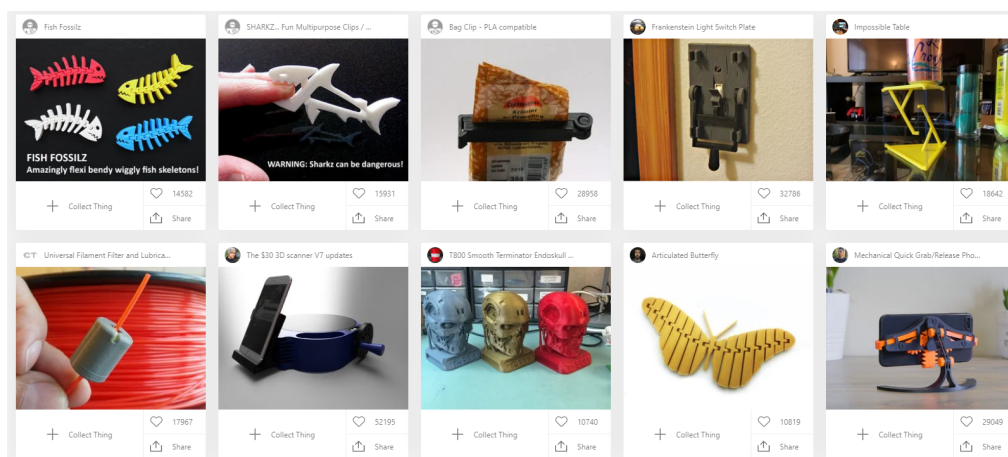 Fish Fossilz
SHARKZ... Fun Multipurpose Clips / ...
Bag Clip - PLA compatible
Frankenstein Light Switch Plate
Impossible Table
FISH FOSSILZ
Amazingly flexi bendy wiggly fish skeletons!
WARNING: Sharkz can be dangerous!
14582
Collect Thing
Share
15931
Collect Thing
Share
28958
Collect Thing
Share
32786
Collect Thing
Share
18642
Collect Thing
Share
CT Universal Filament Filter and Lubrica...
The $30 3D scanner V7 updates
T800 Smooth Terminator Endoskull ...
Articulated Butterfly
Mechanical Quick Grab/Release Pho...
17967
Collect Thing
Share
52195
Collect Thing
Share
10740
Collect Thing
Share
10819
Collect Thing
Share
29049
Collect Thing
Share